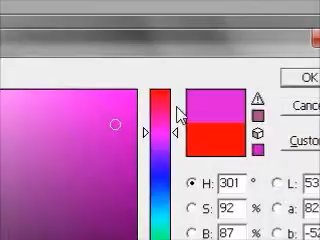 OK
Cance
Custo
H: 301 ° L: 53
S: 92 % a: 82
B: 87 % b: -52